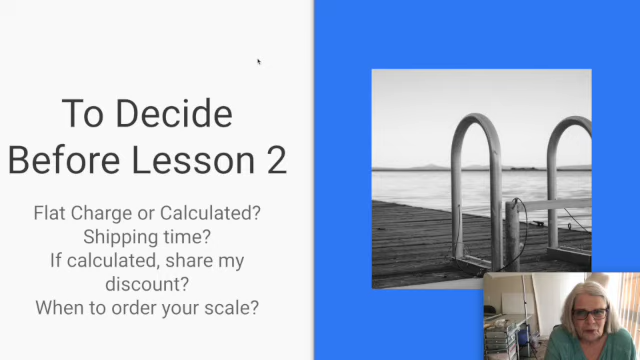 To Decide
Before Lesson 2
Flat Charge or Calculated?
Shipping time?
If calculated, share my
discount?
When to order your scale?